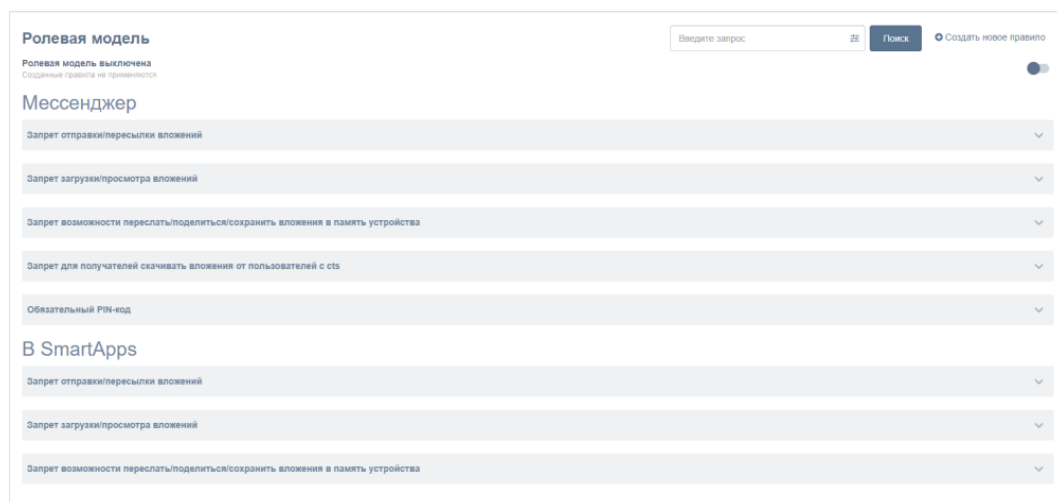 Ролевая модель
Введите запрос
Поиск
Создать новое правило
Ролевая модель выключена
Созданные правила не применяются
Мессенджер
Запрет отправки/пересылки вложений
Запрет загрузки/просмотра вложений
Запрет возможности переслать/поделиться/сохранить вложения в память устройства
Запрет для получателей скачивать вложения от пользователей с cts
Обязательный PIN-код
В SmartApps
Запрет отправки/пересылки вложений
Запрет загрузки/просмотра вложений
Запрет возможности переслать/поделиться/сохранить вложения в память устройства